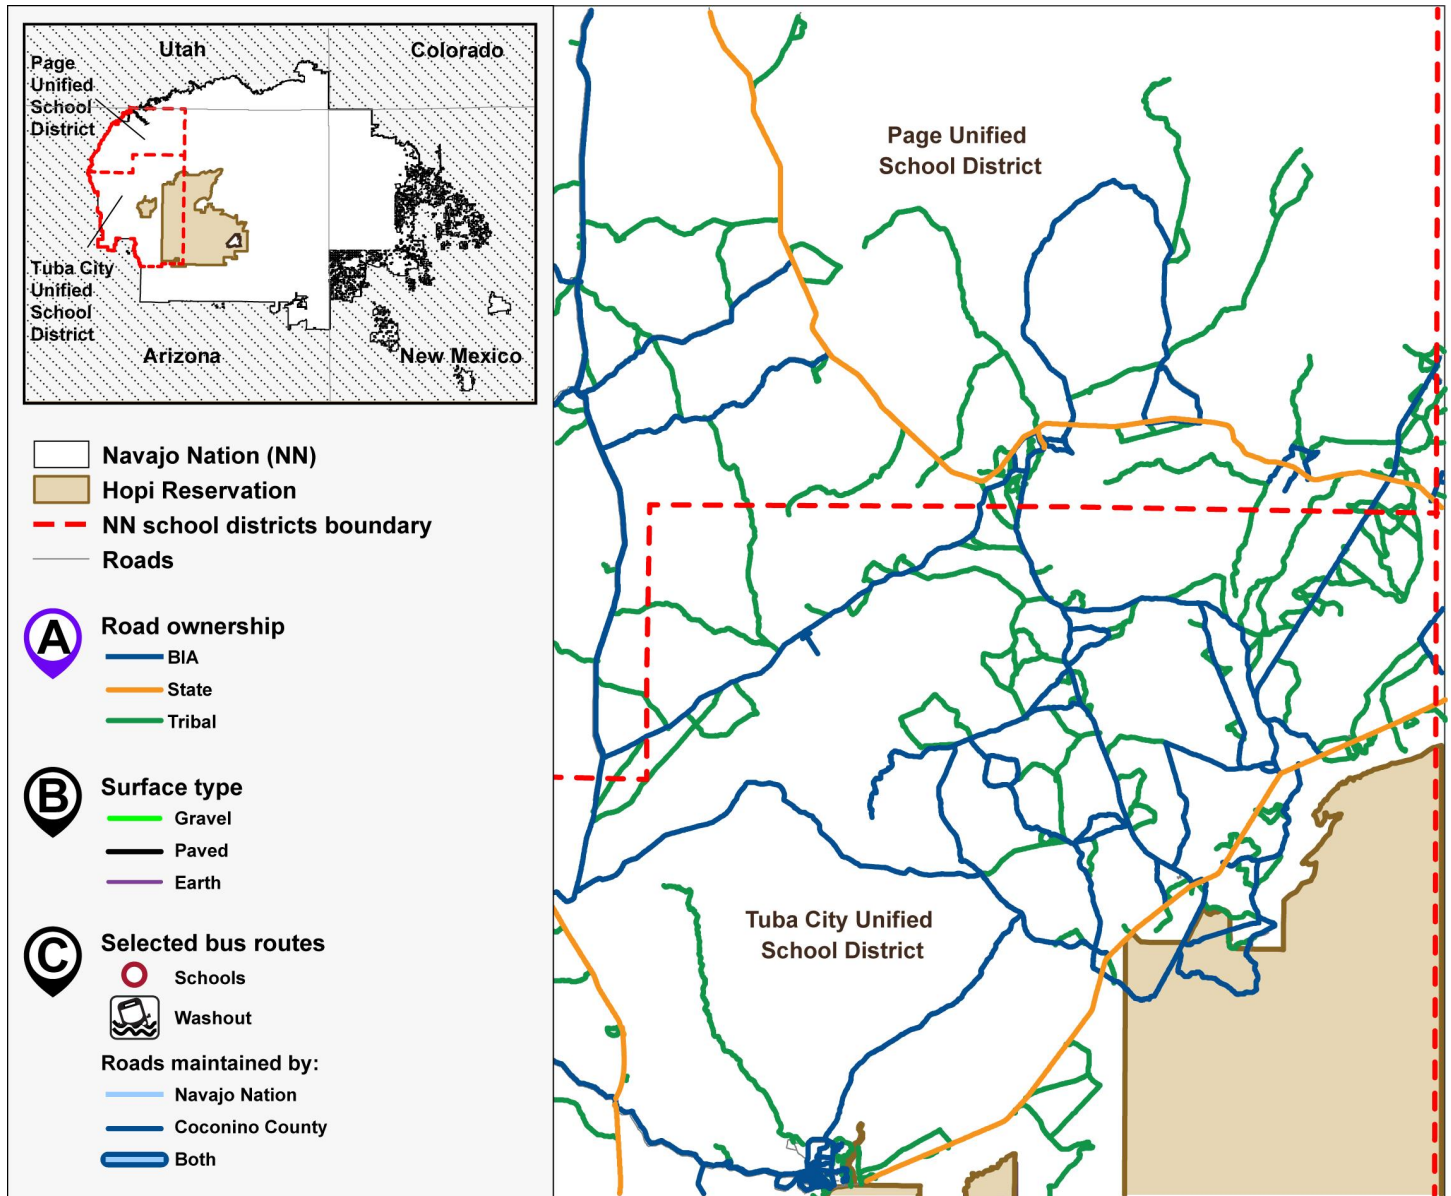 Utah
Colorado
Page
Unified
School
District
Tuba City
Unified
School
District
Arizona
New Mexico
Navajo Nation (NN)
Hopi Reservation
NN school districts boundary
Roads
A
Road ownership
BIA
State
Tribal
B
Surface type
Gravel
Paved
Earth
C
Selected bus routes
Schools
Washout
Roads maintained by:
Navajo Nation
Coconino County
Both
Page Unified
School District
Tuba City Unified
School District